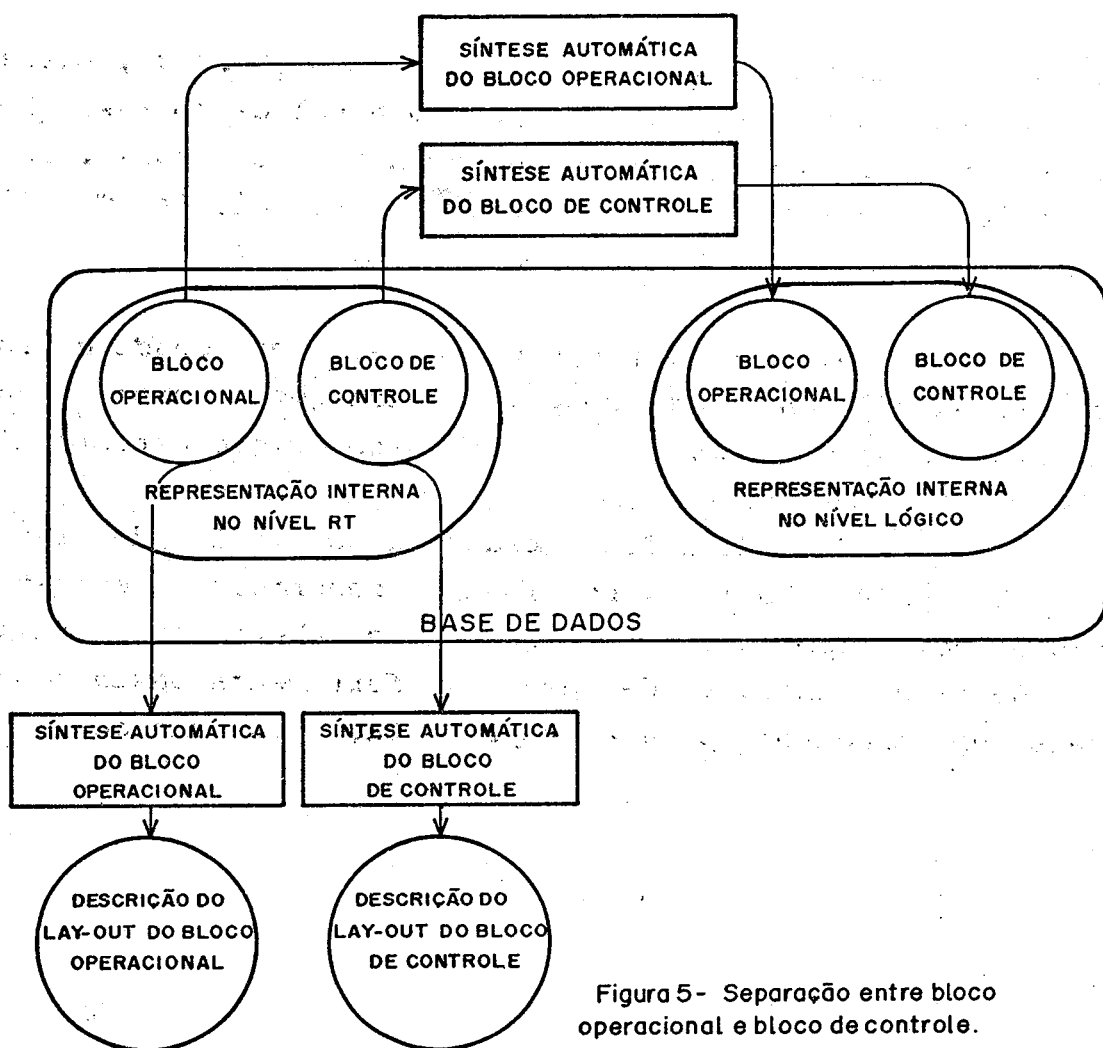 SÍNTESE AUTOMÁTICA
DO BLOCO OPERACIONAL
SÍNTESE AUTOMÁTICA
DO BLOCO DE CONTROLE
BLOCO
OPERACIONAL
BLOCO DE
CONTROLE
REPRESENTAÇÃO INTERNA
NO NÍVEL RT
BLOCO
OPERACIONAL
BLOCO DE
CONTROLE
REPRESENTAÇÃO INTERNA
NO NÍVEL LÓGICO
BASE DE DADOS
SÍNTESE AUTOMÁTICA
DO BLOCO
OPERACIONAL
SÍNTESE AUTOMÁTICA
DO BLOCO
DE CONTROLE
DESCRIÇÃO DO
LAY-OUT DO BLOCO
OPERACIONAL
DESCRIÇÃO DO
LAY-OUT DO BLOCO
DE CONTROLE
Figura 5- Separação entre bloco
operacional e bloco de controle.